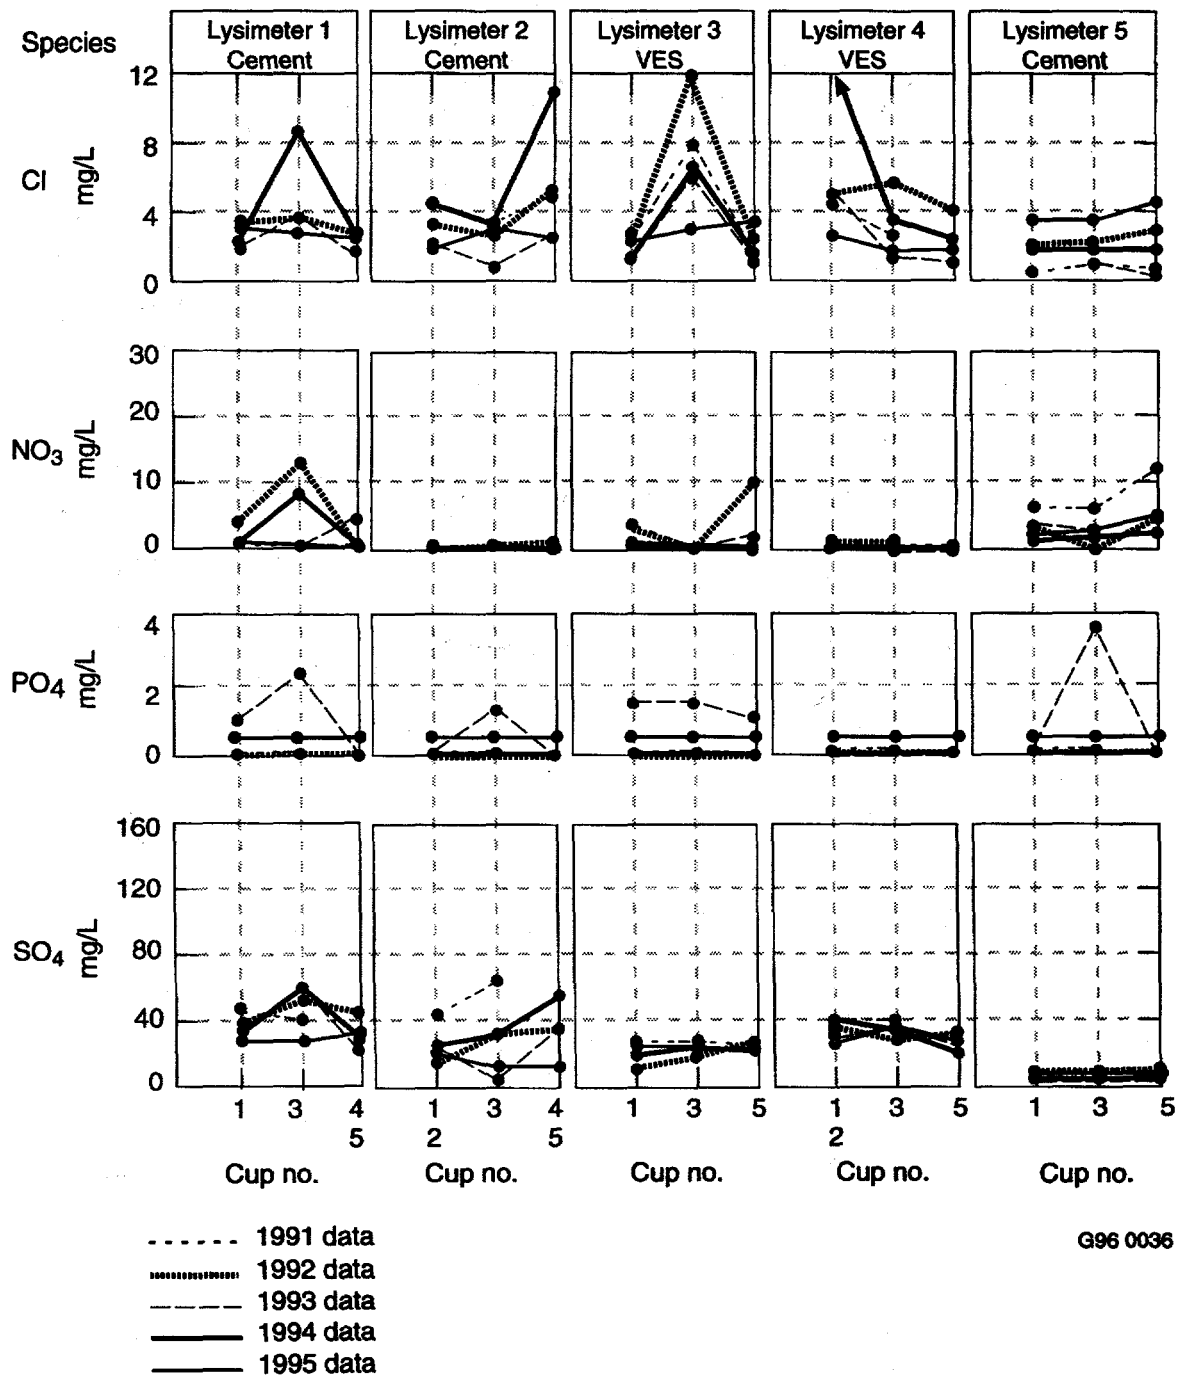 Species
Lysimeter 1 Cement
Lysimeter 2 Cement
Lysimeter 3 VES
Lysimeter 4 VES
Lysimeter 5 Cement
Cl mg/L
12
8
4
0
NO3 mg/L
30
20
10
0
PO4 mg/L
4
2
0
SO4 mg/L
160
120
80
40
0
1 3 4 1 3 4 1 3 5 1 3 5 1 3 5
5 2 5 2
Cup no. Cup no. Cup no. Cup no. Cup no.
1991 data
1992 data
1993 data
1994 data
1995 data
G96 0036